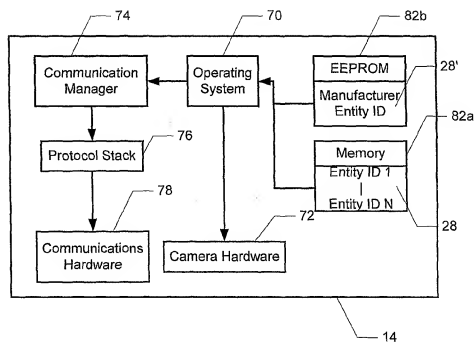 74
70
82b
Communication
Manager
Operating
System
EEPROM
Manufacturer
Entity ID
28'
82a
Protocol Stack
76
Memory
Entity ID 1
|
Entity ID N
78
72
Communications
Hardware
Camera Hardware
28
14